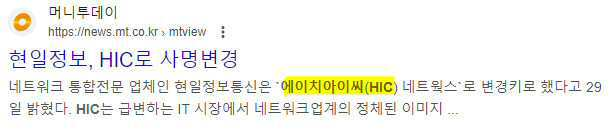 머니투데이
https://news.mt.co.kr › mtview
현일정보, HIC로 사명변경
네트워크 통합전문 업체인 현일정보통신은 `에이치아이씨(HIC) 네트웍스`로 변경키로 했다고 29
일 밝혔다. HIC는 급변하는 IT 시장에서 네트워크업계의 정체된 이미지 ...